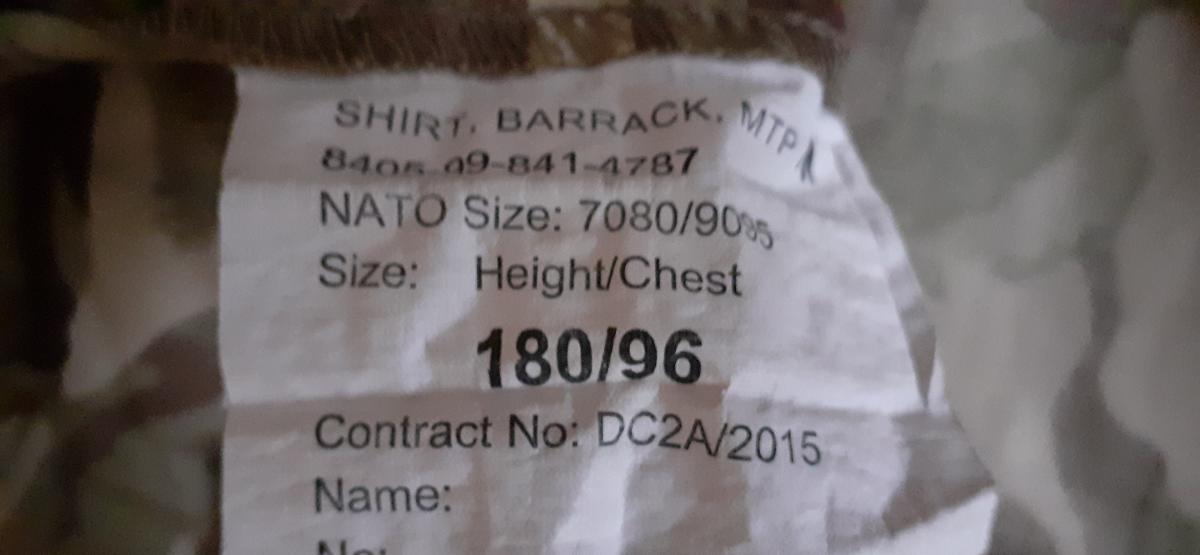 SHIRT, BARRACK, MTP
8405-99-841-4787
NATO Size: 7080/9095
Size: Height/Chest
180/96
Contract No: DC2A/2015
Name:
No: